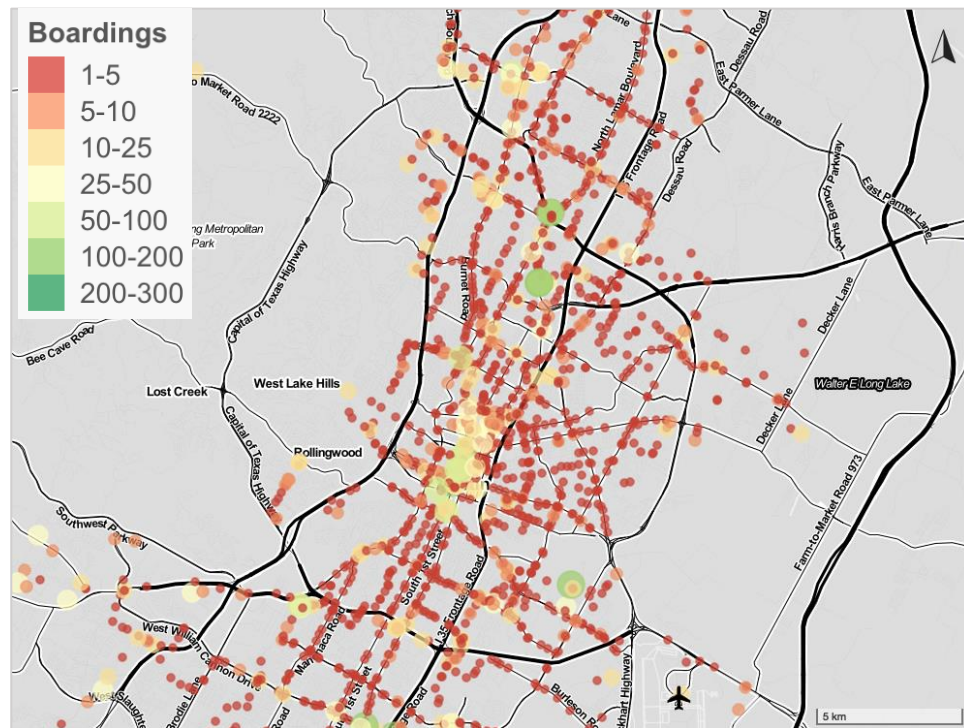 Boardings
1-5
5-10
10-25
25-50
50-100
100-200
200-300
Lane
Dessau Road
East Parmer Lane
Market Road 2222
North Lamar Boulevard
Frontage Road
Dessau Road
Harris Branch Parkway
East Parmer Lane
Metropolitan
Park
Capital of Texas Highway
Burnet Road
Decker Lane
Bee Cave Road
Lost Creek
West Lake Hills
Walter E Long Lake
Capital of Texas Highway
Decker Lane
Rollingwood
Farm-to-Market Road 973
Southwest Parkway
South 1st Street
I 35 Frontage Road
West William Cannon Drive
Manchaca Road
West Slaughter
Brodie Lane
Road
1st Street
Road
Burleson
Highway
5 km